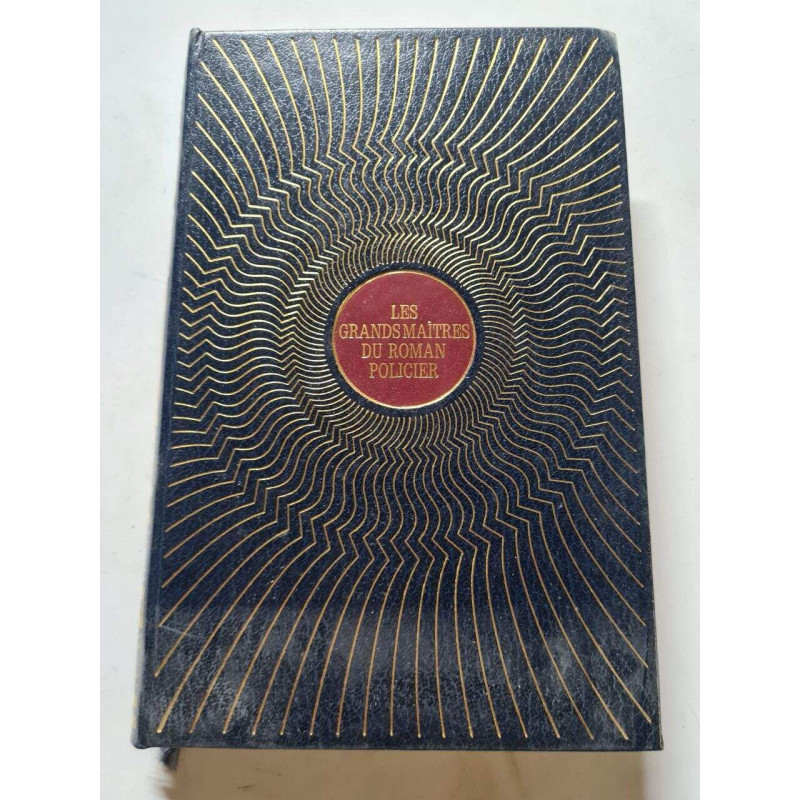 LES
GRANDS MAÎTRES
DU ROMAN
POLICIER